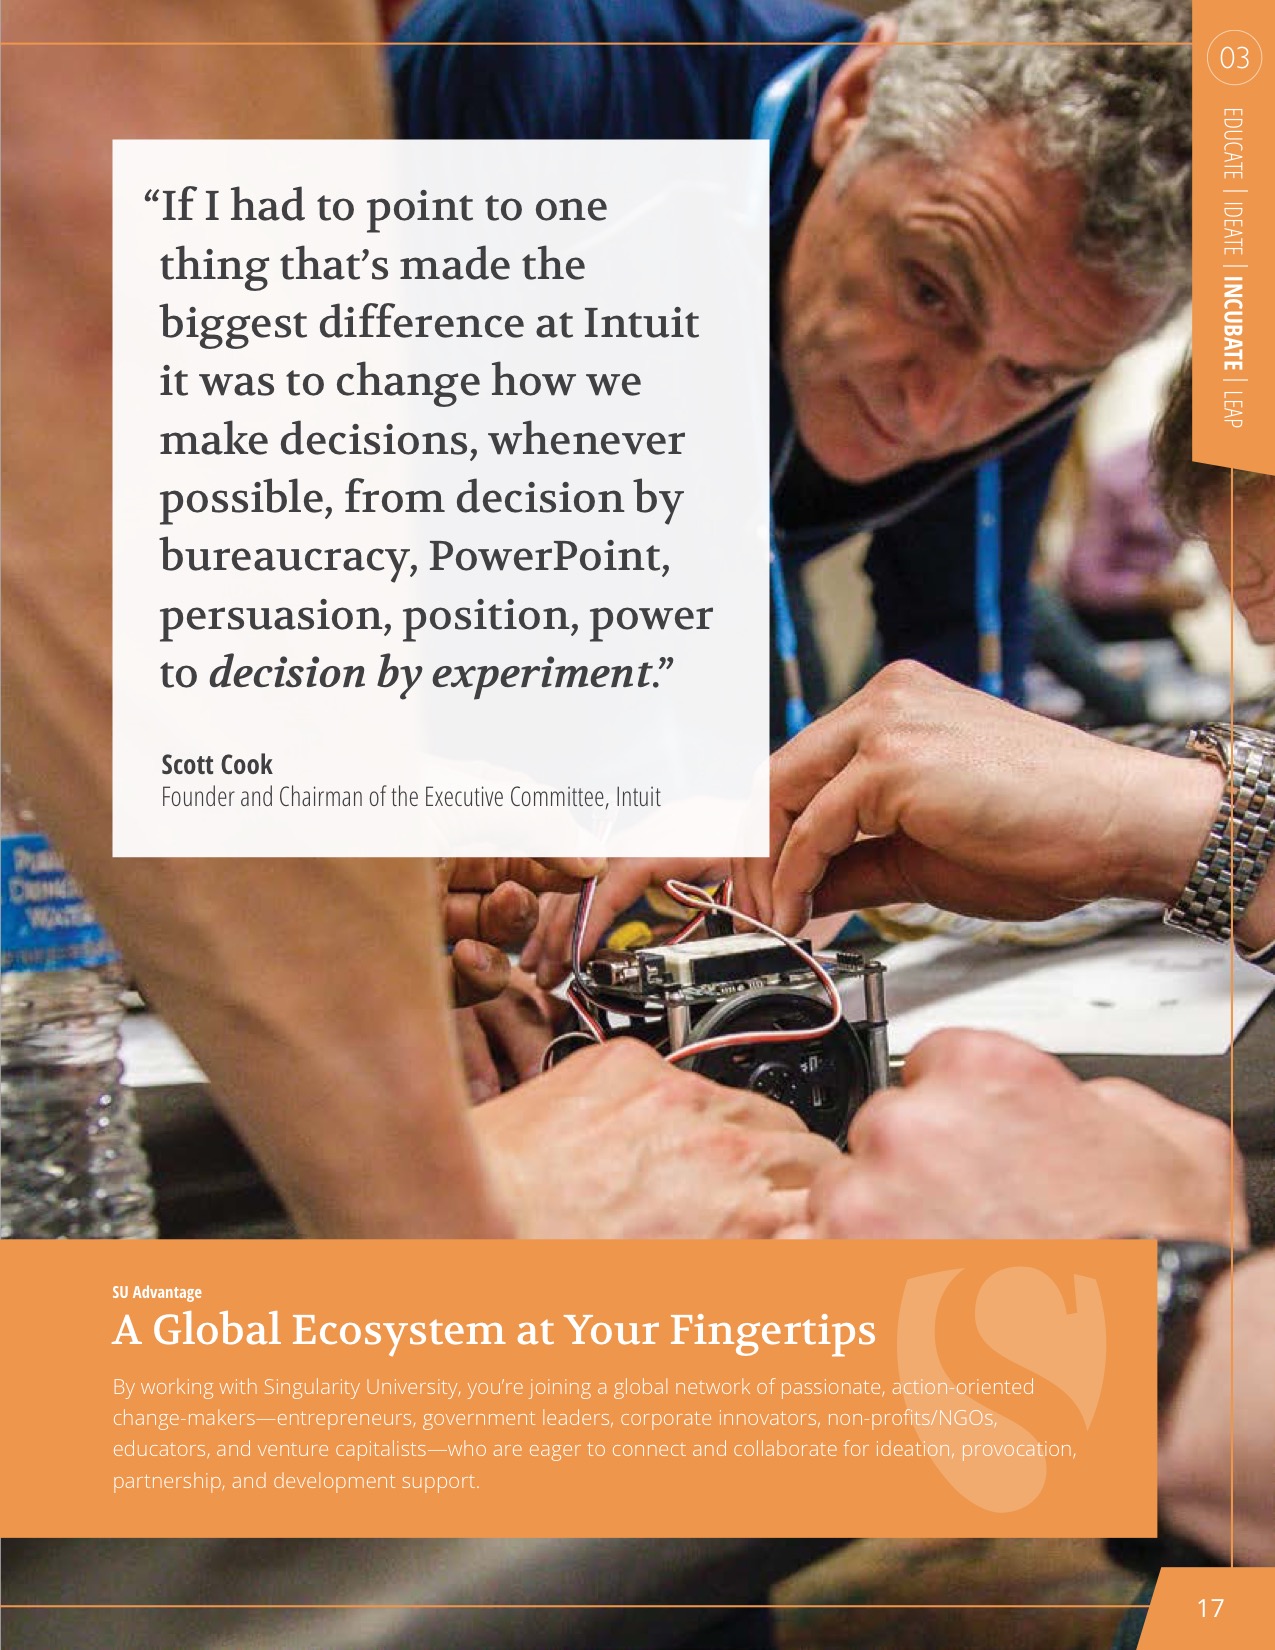 03
EDUCATE | IDEATE | INCUBATE | LEAP
“If I had to point to one
thing that’s made the
biggest difference at Intuit
it was to change how we
make decisions, whenever
possible, from decision by
bureaucracy, PowerPoint,
persuasion, position, power
to decision by experiment.”
Scott Cook
Founder and Chairman of the Executive Committee, Intuit
SU Advantage
A Global Ecosystem at Your Fingertips
By working with Singularity University, you’re joining a global network of passionate, action-oriented
change-makers—entrepreneurs, government leaders, corporate innovators, non-profits/NGOs,
educators, and venture capitalists—who are eager to connect and collaborate for ideation, provocation,
partnership, and development support.
17